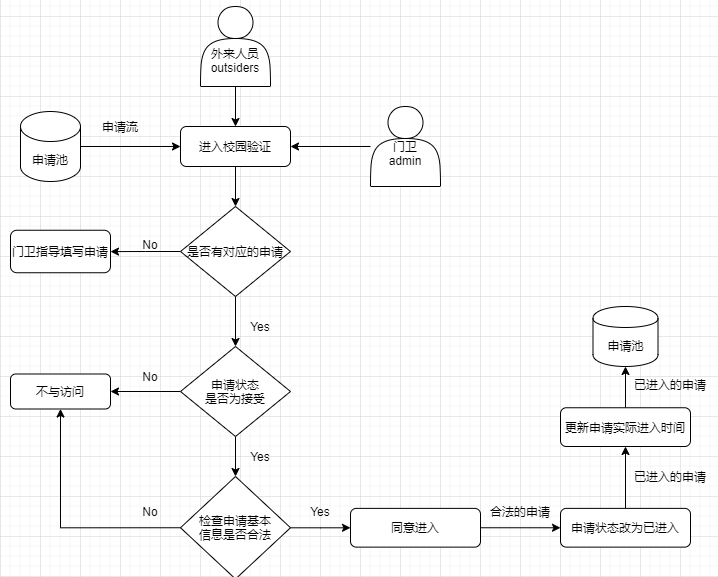 外来人员
outsiders
申请流
申请池
进入校园验证
门卫
admin
门卫指导填写申请
No
是否有对应的申请
Yes
申请池
不与访问
No
申请状态
是否为接受
已进入的申请
更新申请实际进入时间
Yes
已进入的申请
No
检查申请基本
信息是否合法
Yes
同意进入
合法的申请
申请状态改为已进入